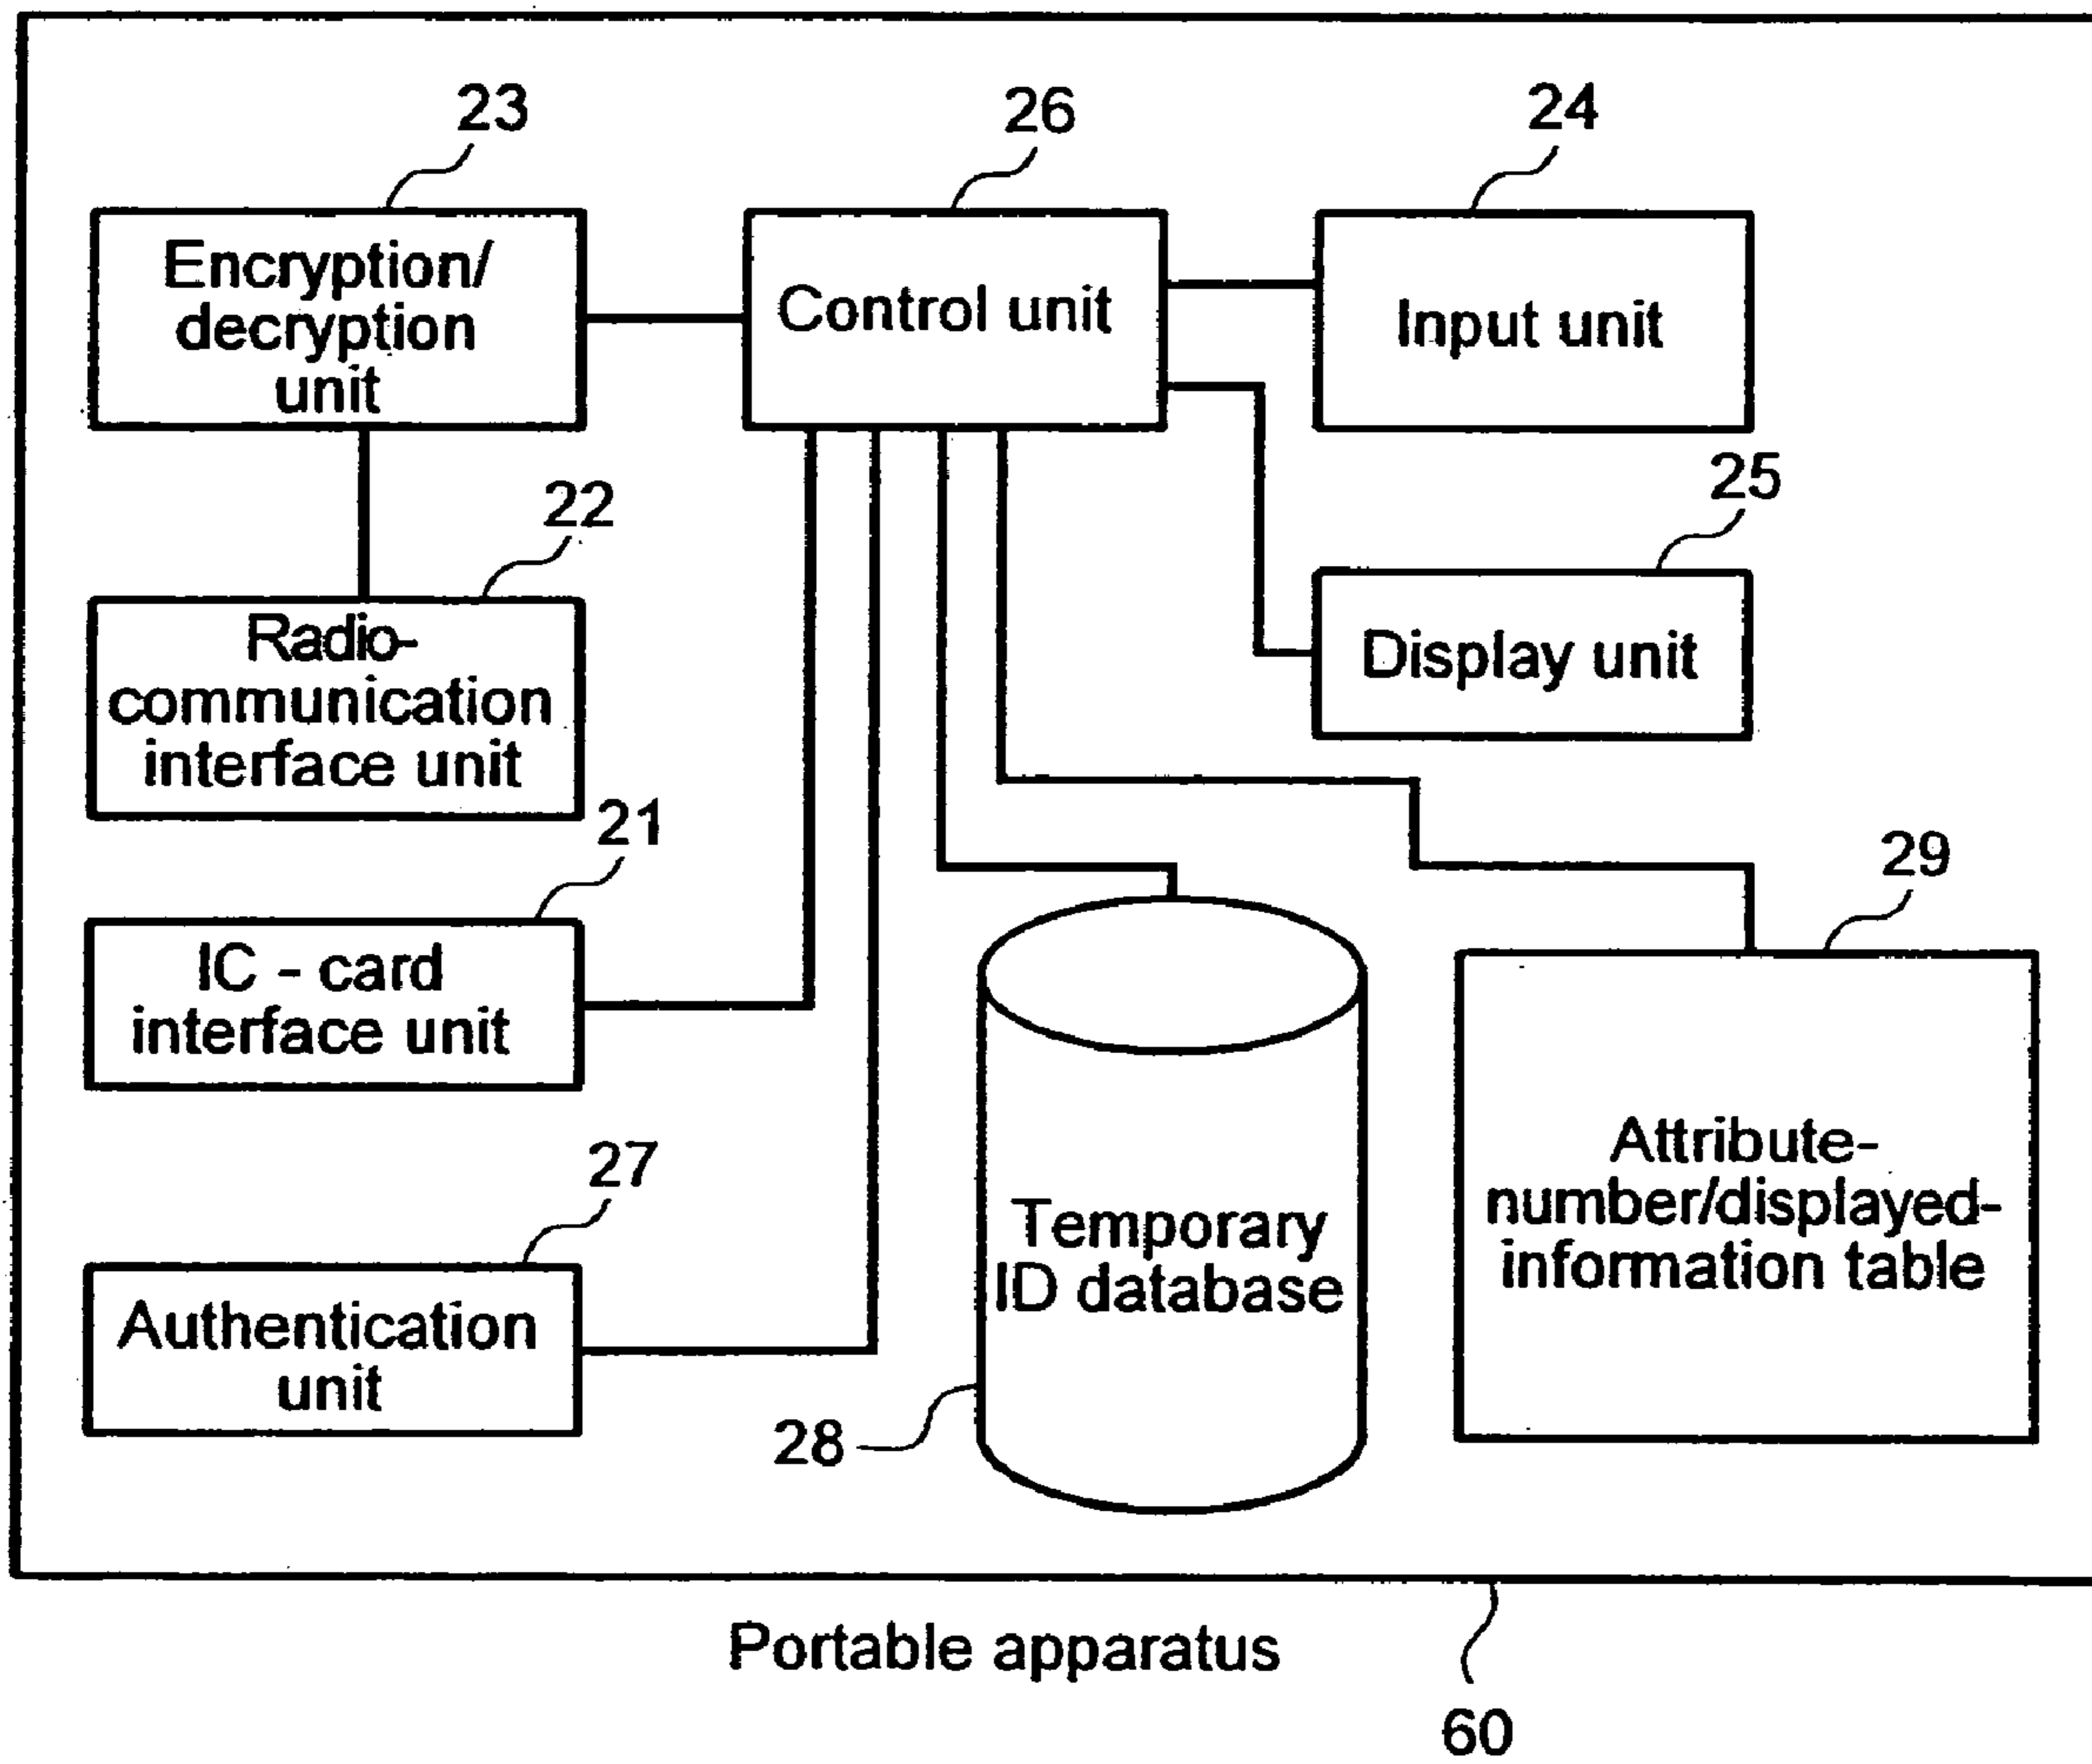 23
26
24
Encryption/
decryption
unit
Control unit
Input unit
22
25
Radio-
communication
interface unit
Display unit
21
29
IC - card
interface unit
27
Attribute-
number/displayed-
information table
Temporary
ID database
Authentication
unit
28
Portable apparatus
60